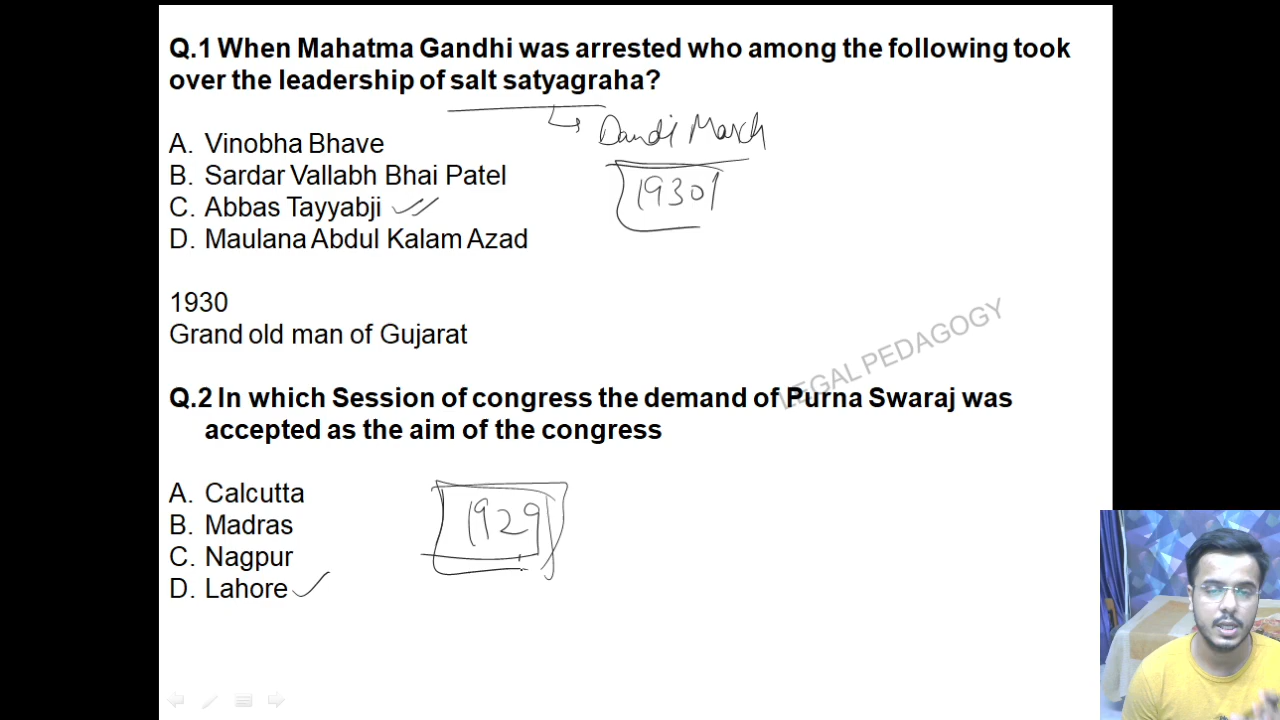 Q.1 When Mahatma Gandhi was arrested who among the following took
over the leadership of salt satyagraha?
Dandi March
A. Vinobha Bhave
B. Sardar Vallabh Bhai Patel
1930
C. Abbas Tayyabji
D. Maulana Abdul Kalam Azad
1930
Grand old man of Gujarat
LEGAL PEDAGOGY
Q.2 In which Session of congress the demand of Purna Swaraj was
accepted as the aim of the congress
A. Calcutta
1929
B. Madras
C. Nagpur
D. Lahore